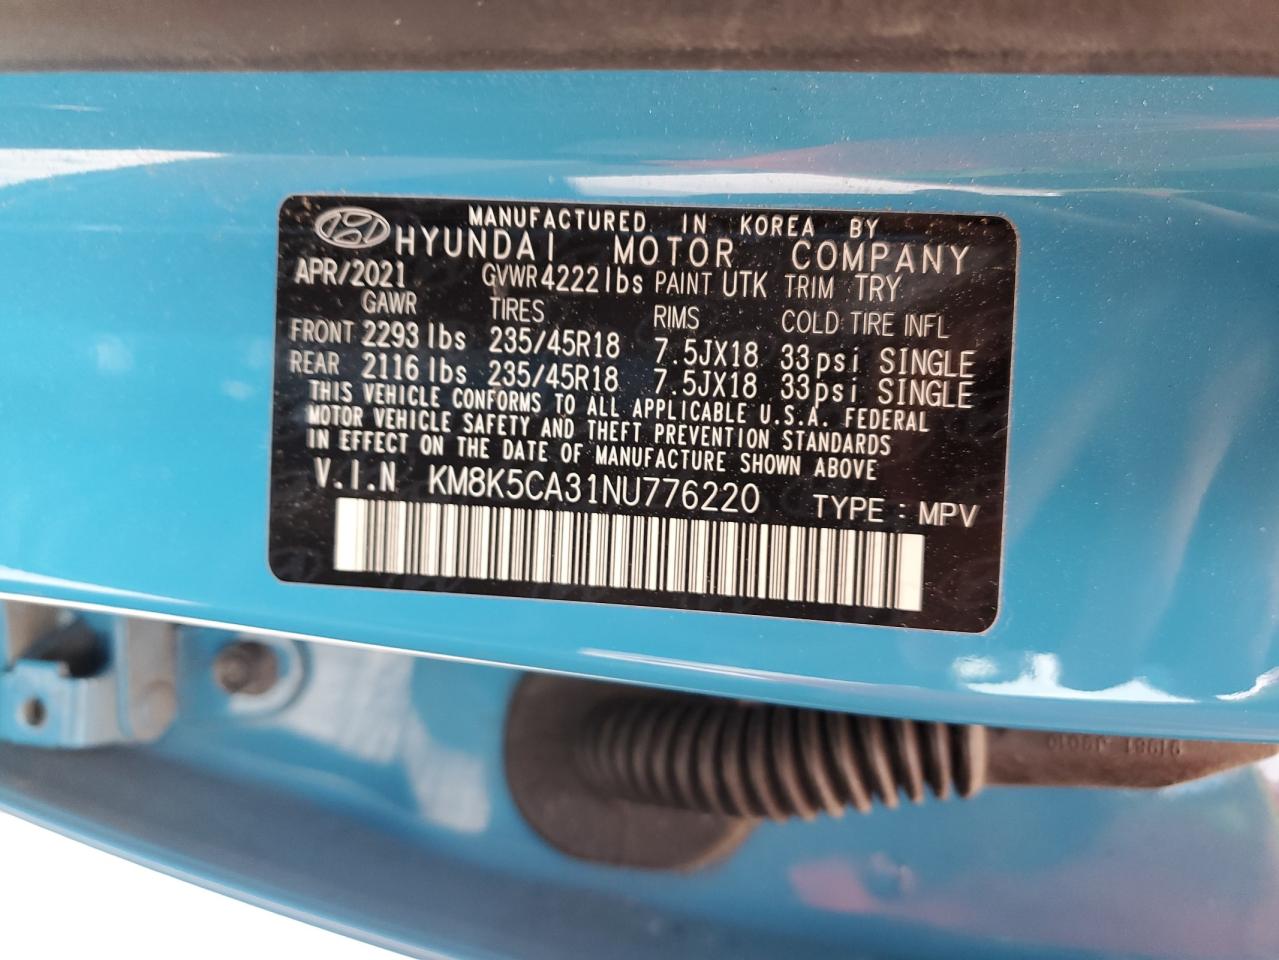 MANUFACTURED IN KOREA BY
HYUNDAI MOTOR COMPANY
APR/2021 GVWR 4222lbs PAINT UTK TRIM TRY
GAWR TIRES RIMS COLD TIRE INFL
FRONT 2293 lbs 235/45R18 7.5JX18 33psi SINGLE
REAR 2116 lbs 235/45R18 7.5JX18 33psi SINGLE
THIS VEHICLE CONFORMS TO ALL APPLICABLE U.S.A. FEDERAL
MOTOR VEHICLE SAFETY AND THEFT PREVENTION STANDARDS
IN EFFECT ON THE DATE OF MANUFACTURE SHOWN ABOVE
V.I.N KM8K5CA31NU776220 TYPE : MPV